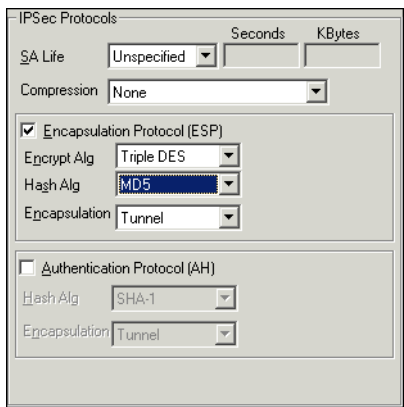 IPSec Protocols
Seconds KBytes
SA Life Unspecified
Compression None
Encapsulation Protocol (ESP)
Encrypt Alg Triple DES
Hash Alg MD5
Encapsulation Tunnel
Authentication Protocol (AH)
Hash Alg SHA-1
Encapsulation Tunnel